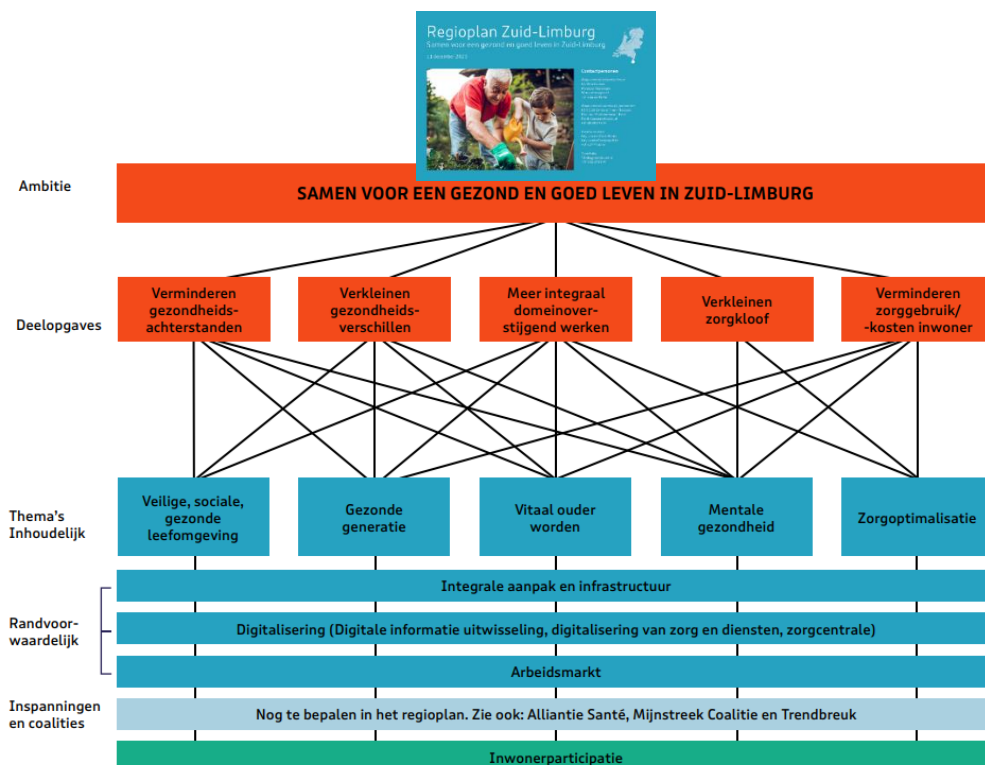 Regioplan Zuid-Limburg
Samen voor een gezond en goed leven in Zuid-Limburg
Contactpersonen
Ambitie
SAMEN VOOR EEN GEZOND EN GOED LEVEN IN ZUID-LIMBURG
Deelopgaves
Verminderen
gezondheids-
achterstanden
Verkleinen
gezondheids-
verschillen
Meer integraal
domeinover-
stijgend werken
Verkleinen
zorgkloof
Verminderen
zorggebruik/
-kosten inwoner
Thema's
Inhoudelijk
Veilige, sociale,
gezonde
leefomgeving
Gezonde
generatie
Vitaal ouder
worden
Mentale
gezondheid
Zorgoptimalisatie
Randvoor-
waardelijk
Integrale aanpak en infrastructuur
Digitalisering (Digitale informatie uitwisseling, digitalisering van zorg en diensten, zorgcentrale)
Arbeidsmarkt
Inspanningen
en coalities
Nog te bepalen in het regioplan. Zie ook: Alliantie Santé, Mijnstreek Coalitie en Trendbreuk
Inwonerparticipatie